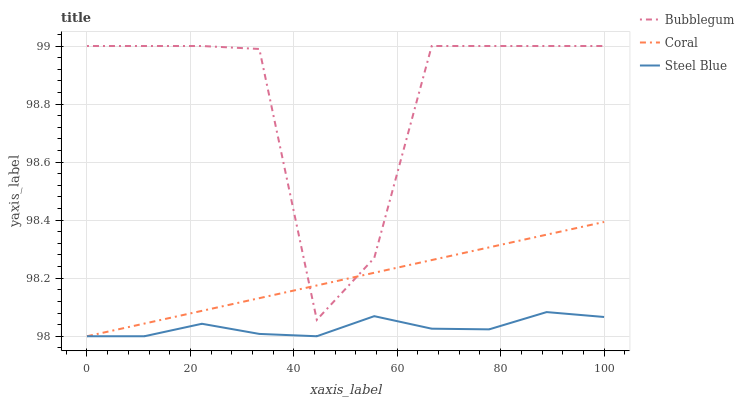 title
Bubblegum
Coral
Steel Blue
yaxis_label
99
98.8
98.6
98.4
98.2
98
0
20
40
60
80
100
xaxis_label